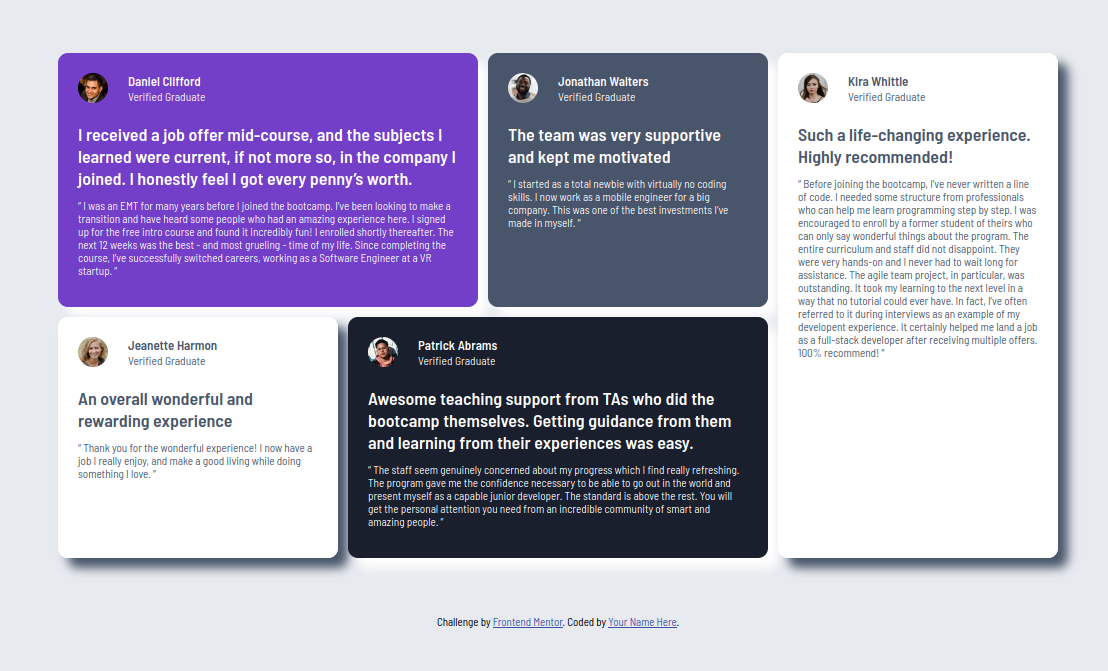 Daniel Clifford
Verified Graduate
I received a job offer mid-course, and the subjects I
learned were current, if not more so, in the company I
joined. I honestly feel I got every penny’s worth.
“ I was an EMT for many years before I joined the bootcamp. I’ve been looking to make a
transition and have heard some people who had an amazing experience here. I signed
up for the free intro course and found it incredibly fun! I enrolled shortly thereafter. The
next 12 weeks was the best - and most grueling - time of my life. Since completing the
course, I’ve successfully switched careers, working as a Software Engineer at a VR
startup. ”
Jonathan Walters
Verified Graduate
The team was very supportive
and kept me motivated
“ I started as a total newbie with virtually no coding
skills. I now work as a mobile engineer for a big
company. This was one of the best investments I’ve
made in myself. ”
Kira Whittle
Verified Graduate
Such a life-changing experience.
Highly recommended!
“ Before joining the bootcamp, I’ve never written a line
of code. I needed some structure from professionals
who can help me learn programming step by step. I was
encouraged to enroll by a former student of theirs who
can only say wonderful things about the program. The
entire curriculum and staff did not disappoint. They
were very hands-on and I never had to wait long for
assistance. The agile team project, in particular, was
outstanding. It took my learning to the next level in a
way that no tutorial could ever have. In fact, I’ve often
referred to it during interviews as an example of my
developent experience. It certainly helped me land a job
as a full-stack developer after receiving multiple offers.
100% recommend! ”
Jeanette Harmon
Verified Graduate
An overall wonderful and
rewarding experience
“ Thank you for the wonderful experience! I now have a
job I really enjoy, and make a good living while doing
something I love. ”
Patrick Abrams
Verified Graduate
Awesome teaching support from TAs who did the
bootcamp themselves. Getting guidance from them
and learning from their experiences was easy.
“ The staff seem genuinely concerned about my progress which I find really refreshing.
The program gave me the confidence necessary to be able to go out in the world and
present myself as a capable junior developer. The standard is above the rest. You will
get the personal attention you need from an incredible community of smart and
amazing people. ”
Challenge by Frontend Mentor. Coded by Your Name Here.